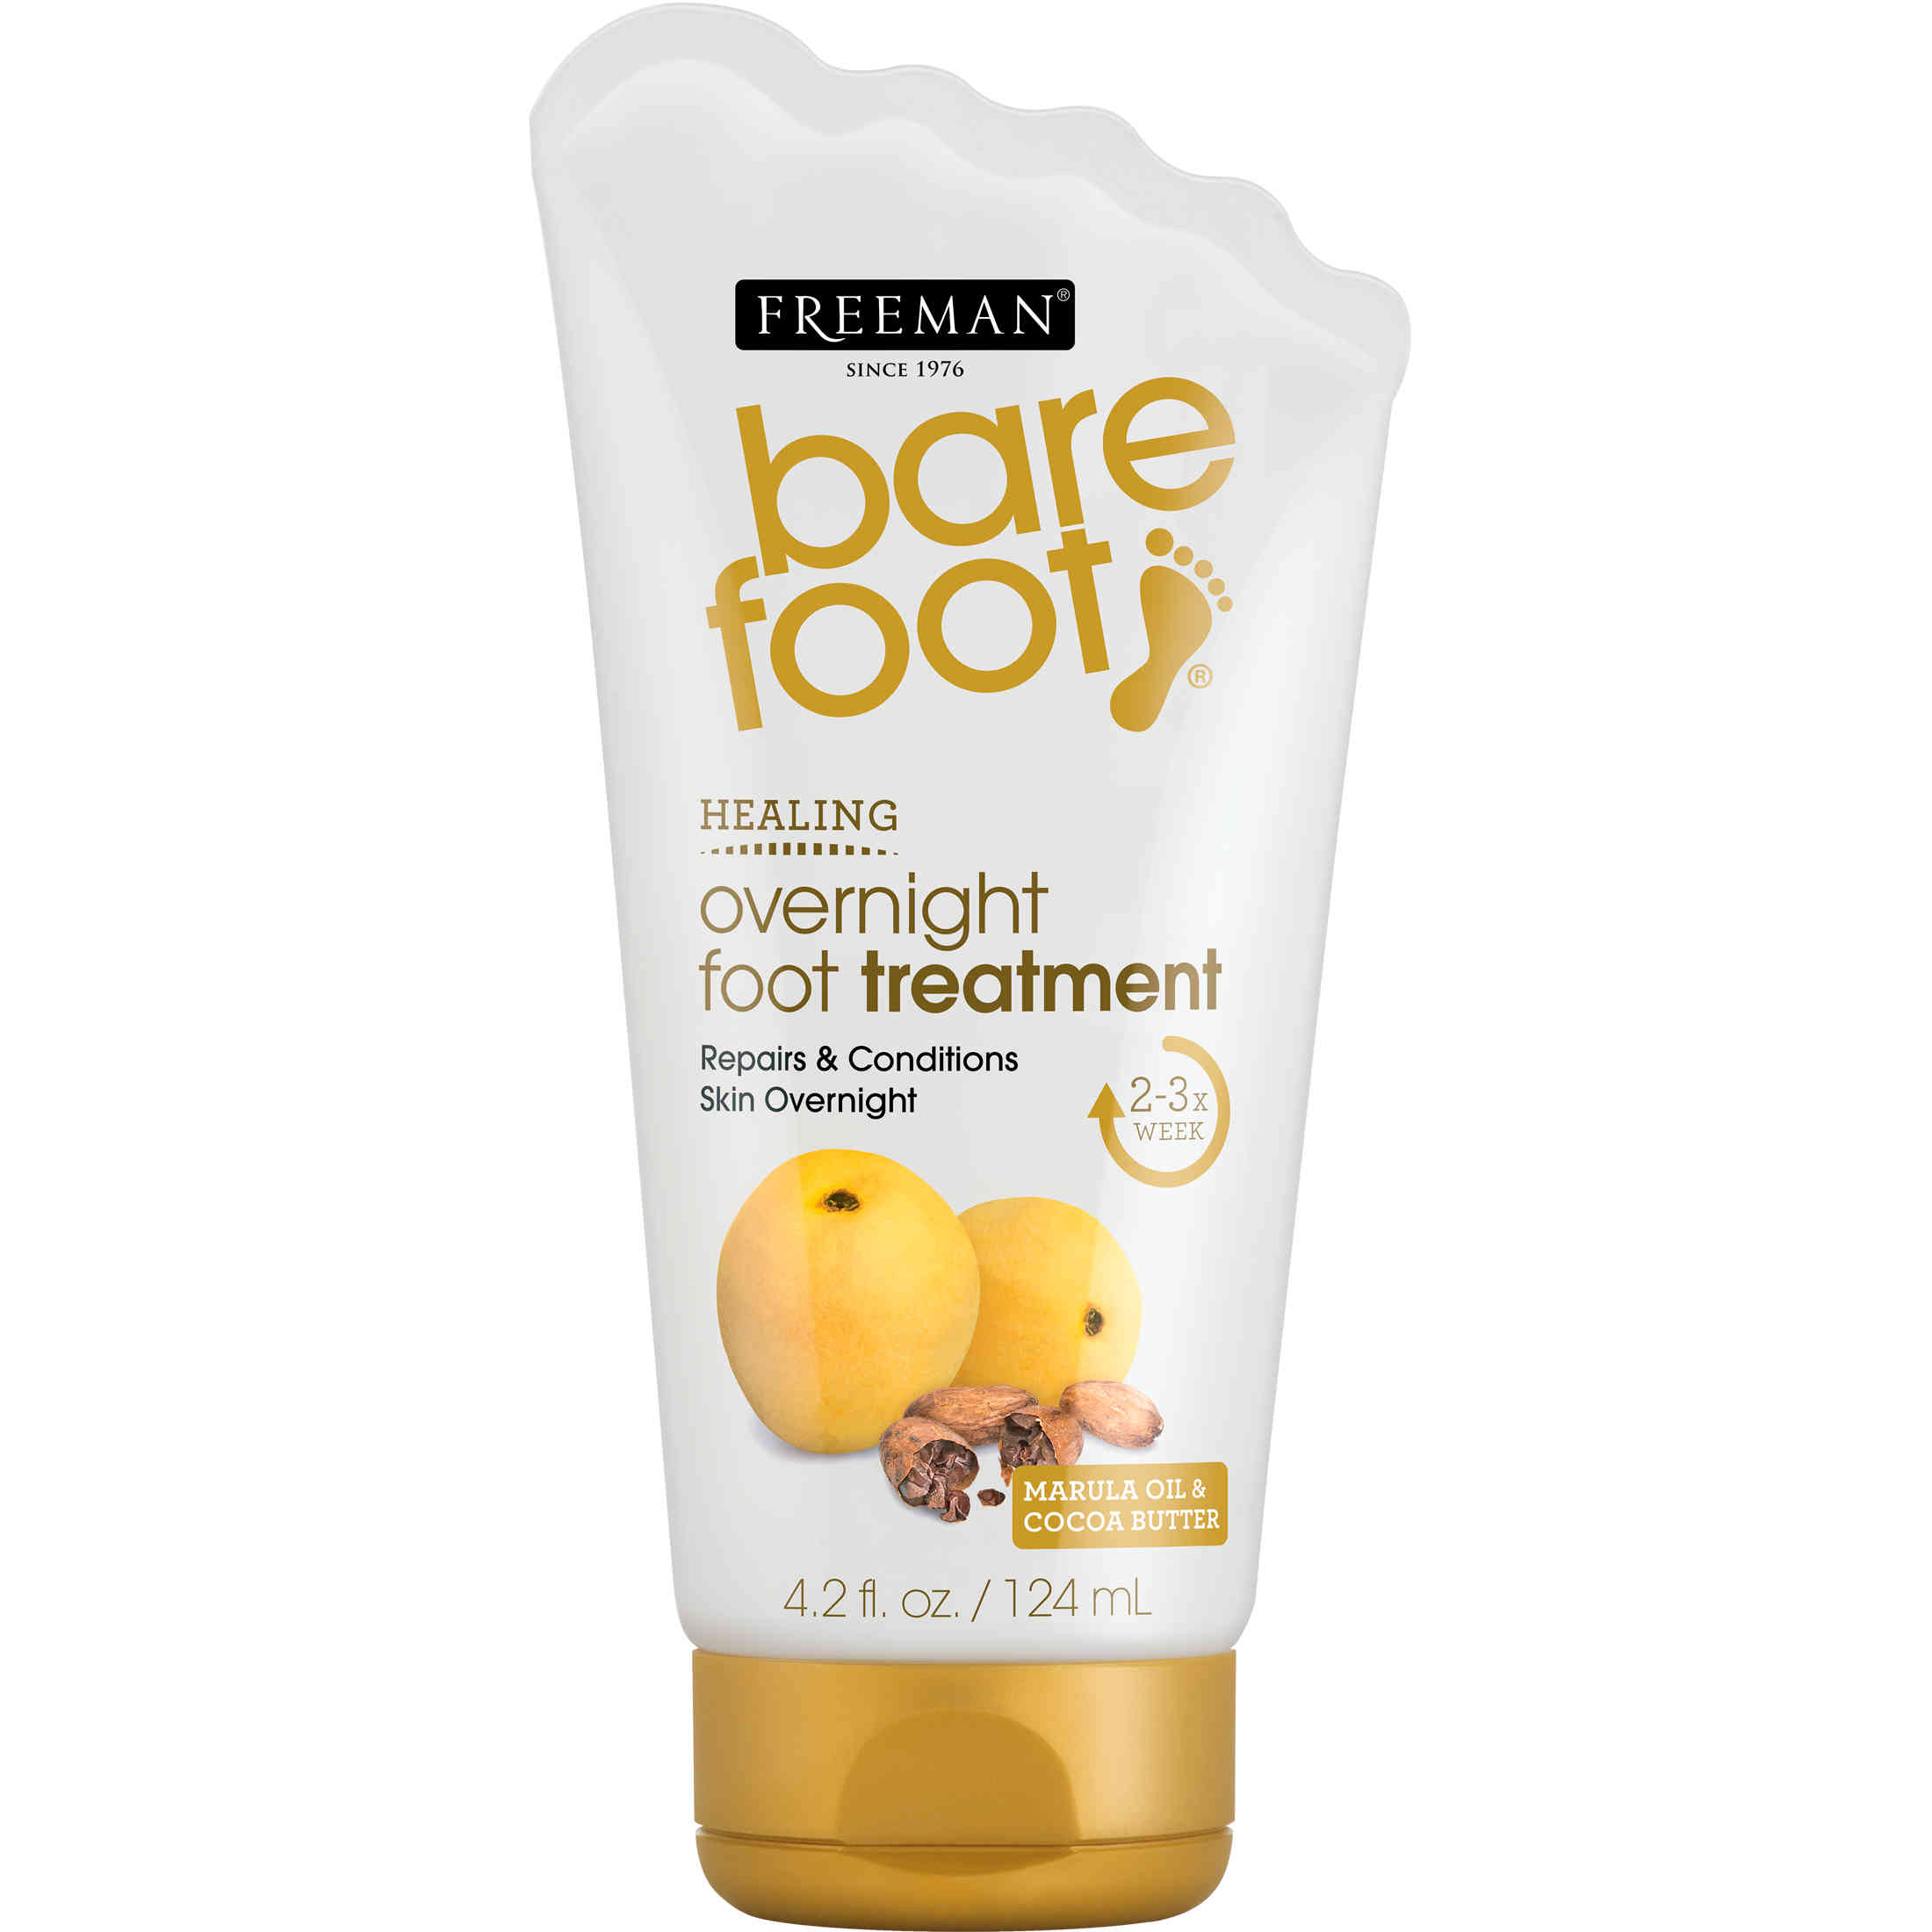 FREEMAN®
SINCE 1976
bare
foot®
HEALING
overnight
foot treatment
Repairs & Conditions
Skin Overnight
2-3x
WEEK
MARULA OIL &
COCOA BUTTER
4.2 fl. oz. / 124 mL